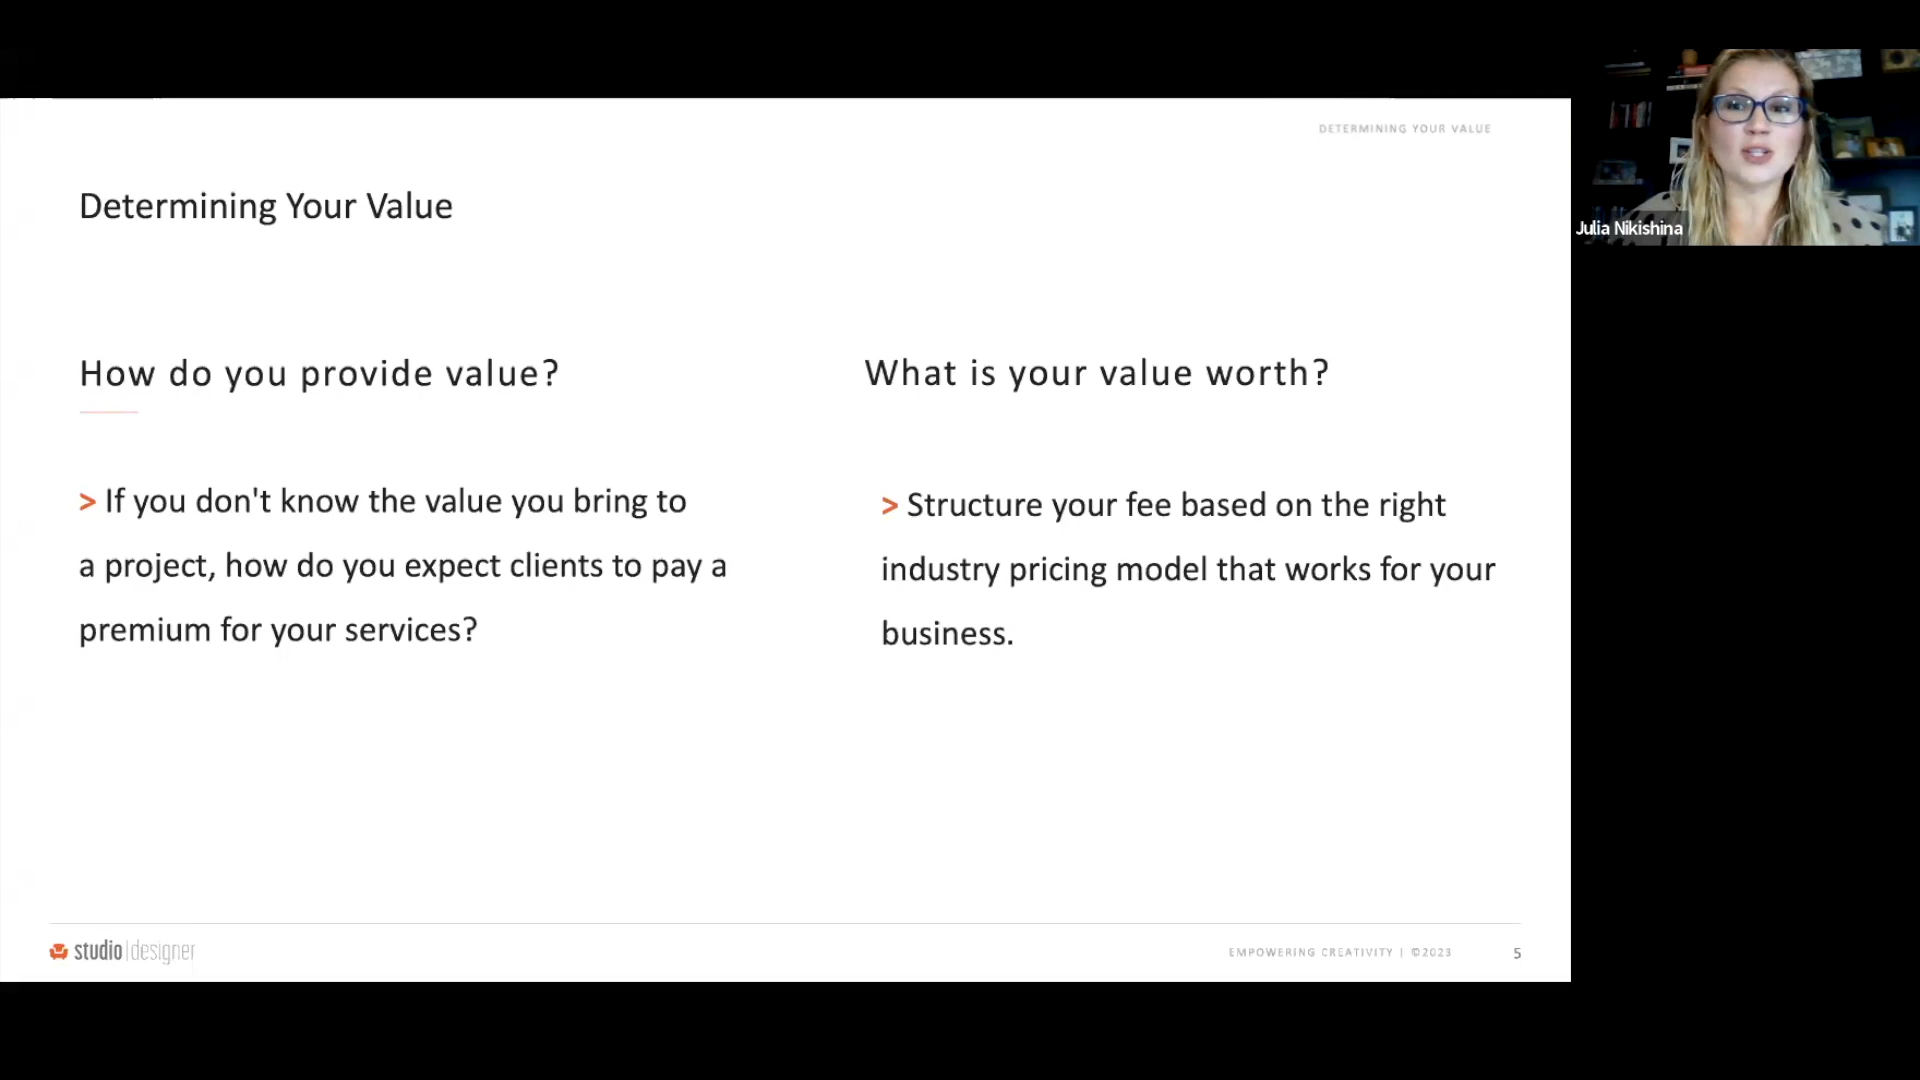 DETERMINING YOUR VALUE
Determining Your Value
How do you provide value?
> If you don't know the value you bring to
a project, how do you expect clients to pay a
premium for your services?
What is your value worth?
> Structure your fee based on the right
industry pricing model that works for your
business.
studio|designer
EMPOWERING CREATIVITY | ©2023
5
Julia Nikishina